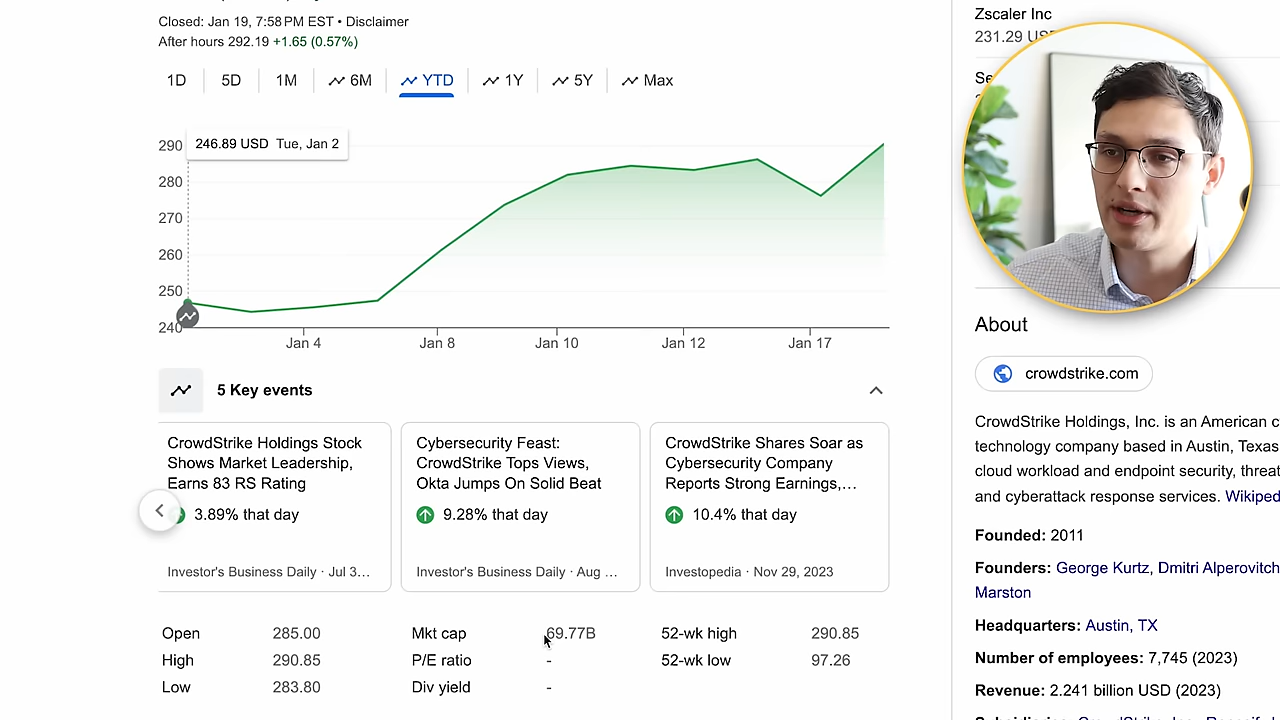 Closed: Jan 19, 7:58 PM EST • Disclaimer
After hours 292.19 +1.65 (0.57%)
1D 5D 1M 6M YTD 1Y 5Y Max
246.89 USD Tue, Jan 2
290
280
270
260
250
240
Jan 4 Jan 8 Jan 10 Jan 12 Jan 17
5 Key events
CrowdStrike Holdings Stock
Shows Market Leadership,
Earns 83 RS Rating
3.89% that day
Investor's Business Daily · Jul 3…
Cybersecurity Feast:
CrowdStrike Tops Views,
Okta Jumps On Solid Beat
9.28% that day
Investor's Business Daily · Aug …
CrowdStrike Shares Soar as
Cybersecurity Company
Reports Strong Earnings,…
10.4% that day
Investopedia · Nov 29, 2023
Open 285.00 Mkt cap 69.77B 52-wk high 290.85
High 290.85 P/E ratio - 52-wk low 97.26
Low 283.80 Div yield -
Zscaler Inc
231.29
About
crowdstrike.com
CrowdStrike Holdings, Inc. is an American c
technology company based in Austin, Texas
cloud workload and endpoint security, threat
and cyberattack response services. Wikiped
Founded: 2011
Founders: George Kurtz, Dmitri Alperovitch
Marston
Headquarters: Austin, TX
Number of employees: 7,745 (2023)
Revenue: 2.241 billion USD (2023)